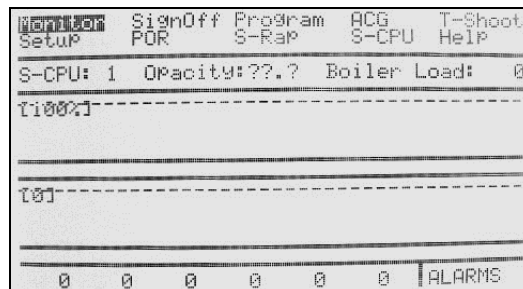 Monitor SignOff Program ACG T-Shoot
Setup POR S-Rap S-CPU Help
S-CPU: 1 Opacity:??.? Boiler Load: 0
[100%]
[0]
0 0 0 0 0 0 ALARMS